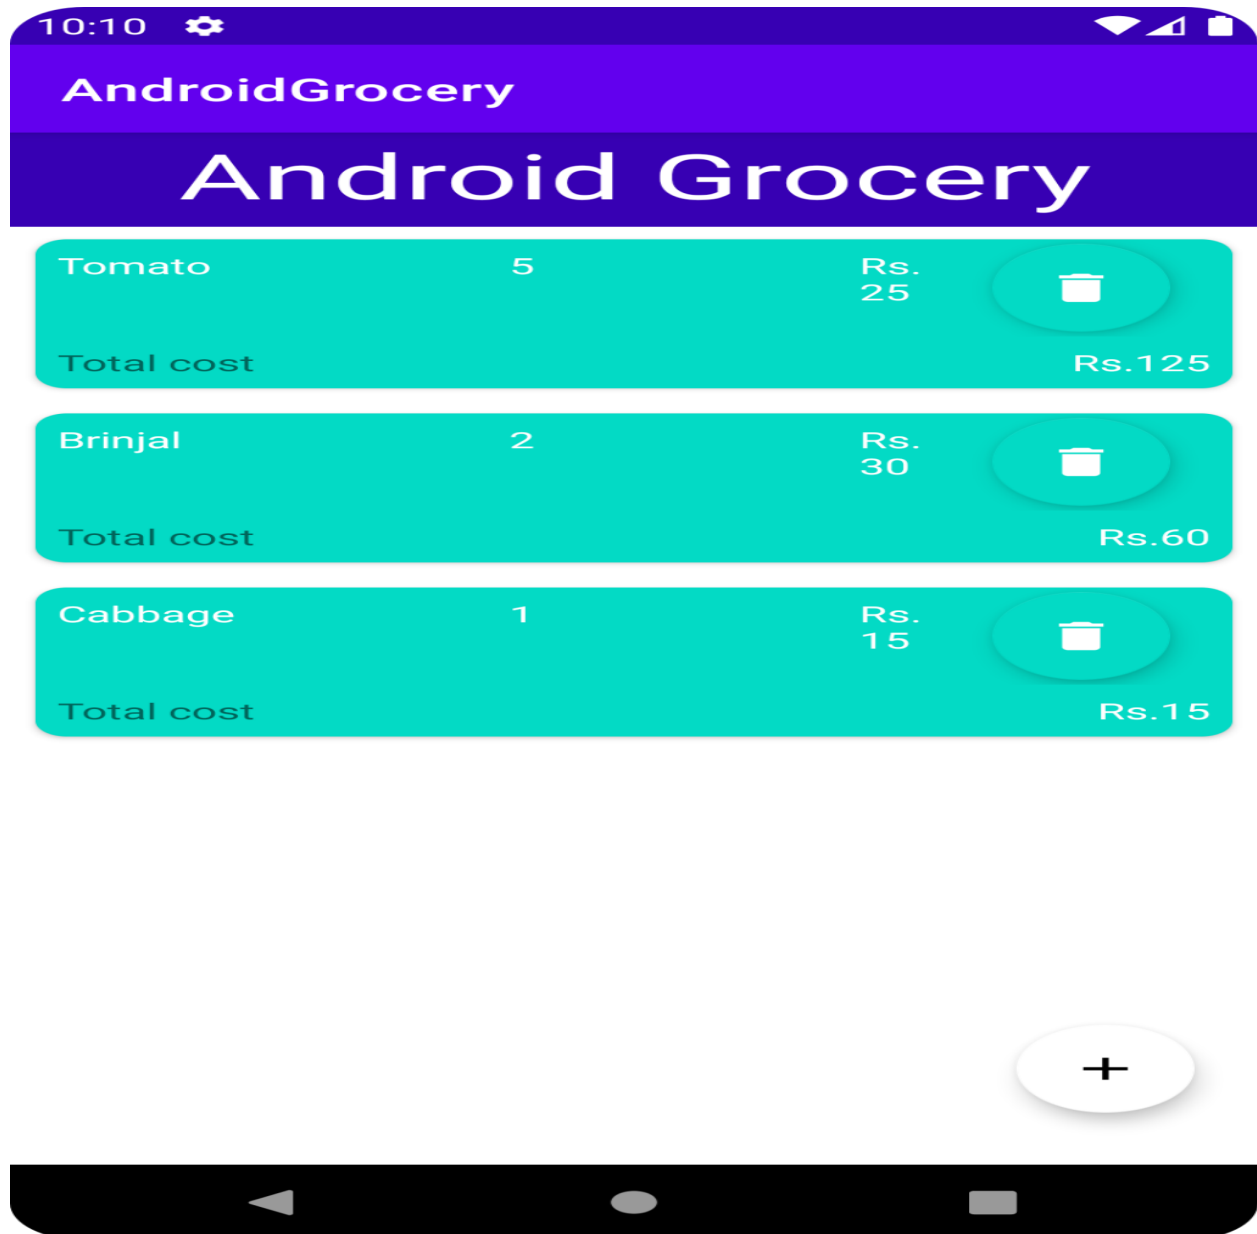 10:10
AndroidGrocery
Android Grocery
Tomato 5 Rs.
25
Total cost Rs.125
Brinjal 2 Rs.
30
Total cost Rs.60
Cabbage 1 Rs.
15
Total cost Rs.15
+